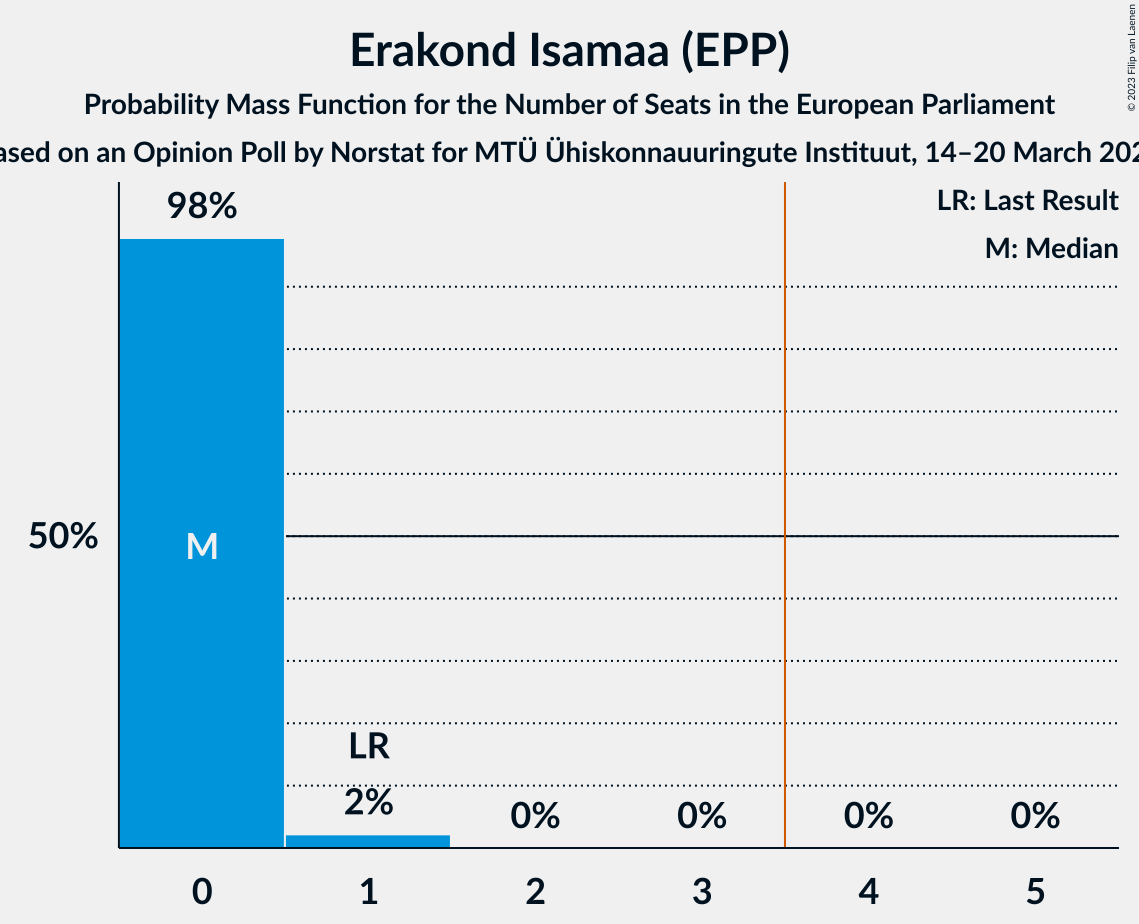 Erakond Isamaa (EPP)
Probability Mass Function for the Number of Seats in the European Parliament
on an Opinion Poll by Norstat for MTÜ Ühiskonnauuringute Instituut, 14–20 March
© 2023 Filip van Laenen
LR: Last Result
M: Median
98%
50%
M
LR
2%
0%
0%
0%
0%
0
1
2
3
4
5